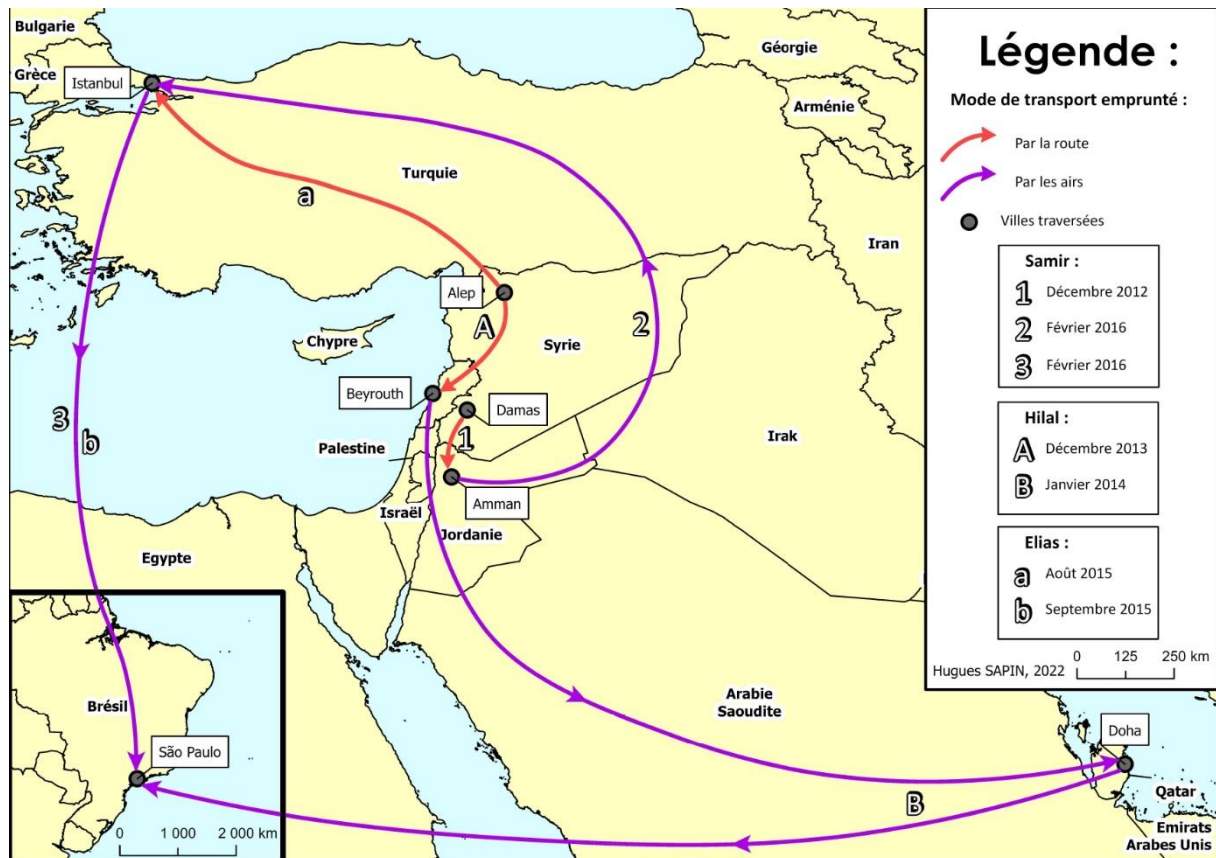 Bulgarie
Grèce
Istanbul
Géorgie
Arménie
Turquie
a
Iran
Alep
A
2
Chypre
Syrie
Beyrouth
Damas
3
b
1
Palestine
Irak
Amman
Israël
Jordanie
Egypte
Arabie
Saoudite
Doha
B
Qatar
Emirats
Arabes Unis
Brésil
São Paulo
0 1 000 2 000 km
Légende :
Mode de transport emprunté :
Par la route
Par les airs
Villes traversées
Samir :
1 Décembre 2012
2 Février 2016
3 Février 2016
Hilal :
A Décembre 2013
B Janvier 2014
Elias :
a Août 2015
b Septembre 2015
0 125 250 km
Hugues SAPIN, 2022